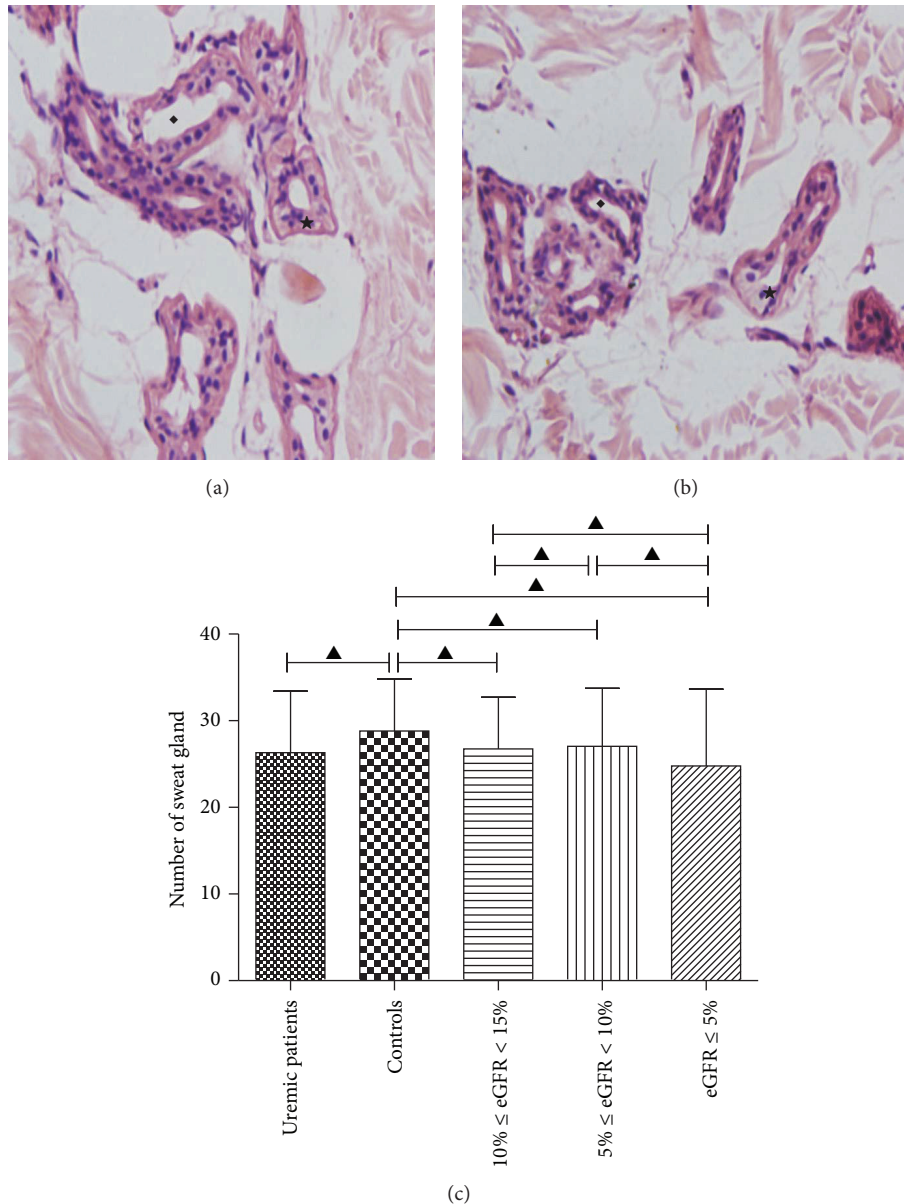 (a)
(b)
40
30
20
10
0
Number of sweat gland
Uremic patients
Controls
10% ≤ eGFR < 15%
5% ≤ eGFR < 10%
eGFR ≤ 5%
(c)